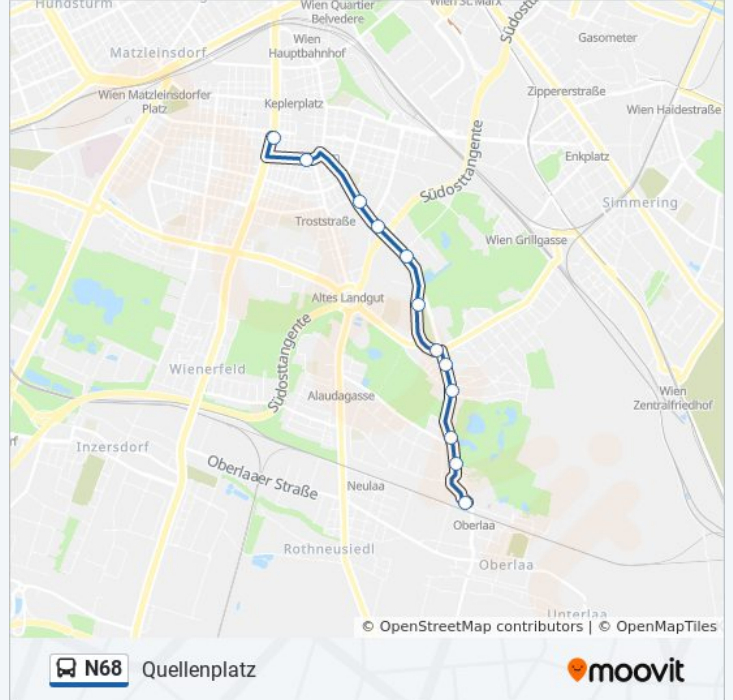 Hundsturm
Wien Quartier
Belvedere
Wien St. Marx
Matzleinsdorf
Wien
Hauptbahnhof
Gasometer
Wien Matzleinsdorfer
Platz
Keplerplatz
Zippererstraße
Wien Haidestraße
Südosttangente
Enkplatz
Simmering
Troststraße
Wien Grillgasse
Altes Landgut
Südosttangente
Wienerfeld
Alaudagasse
Wien
Zentralfriedhof
Inzersdorf
Oberlaaer Straße
Neulaa
Oberlaa
Rothneusiedl
Oberlaa
Unterlaa
© OpenStreetMap contributors | © OpenMapTiles
N68 Quellenplatz
moovit